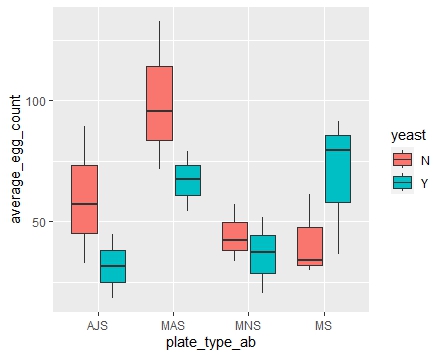 average_egg_count
100
50
AJS
MAS
MNS
MS
plate_type_ab
yeast
N
Y